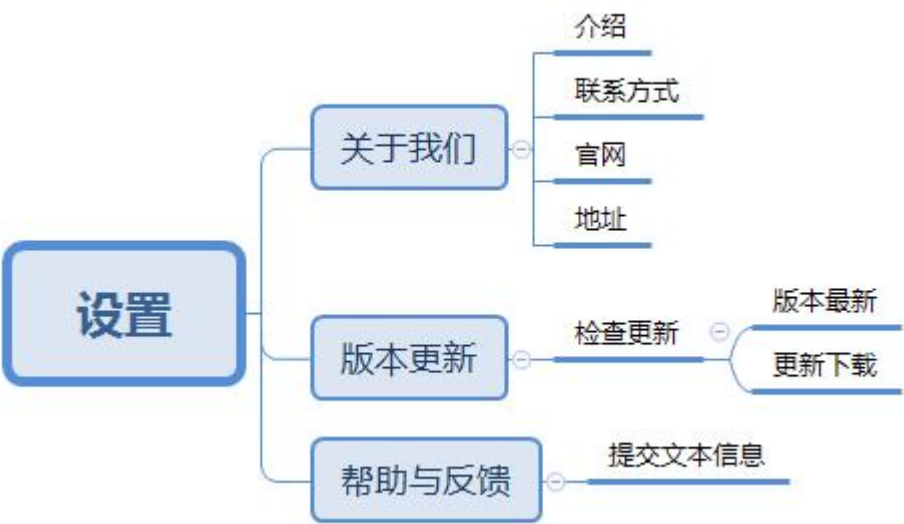 设置
关于我们
介绍
联系方式
官网
地址
版本更新
检查更新
版本最新
更新下载
帮助与反馈
提交文本信息